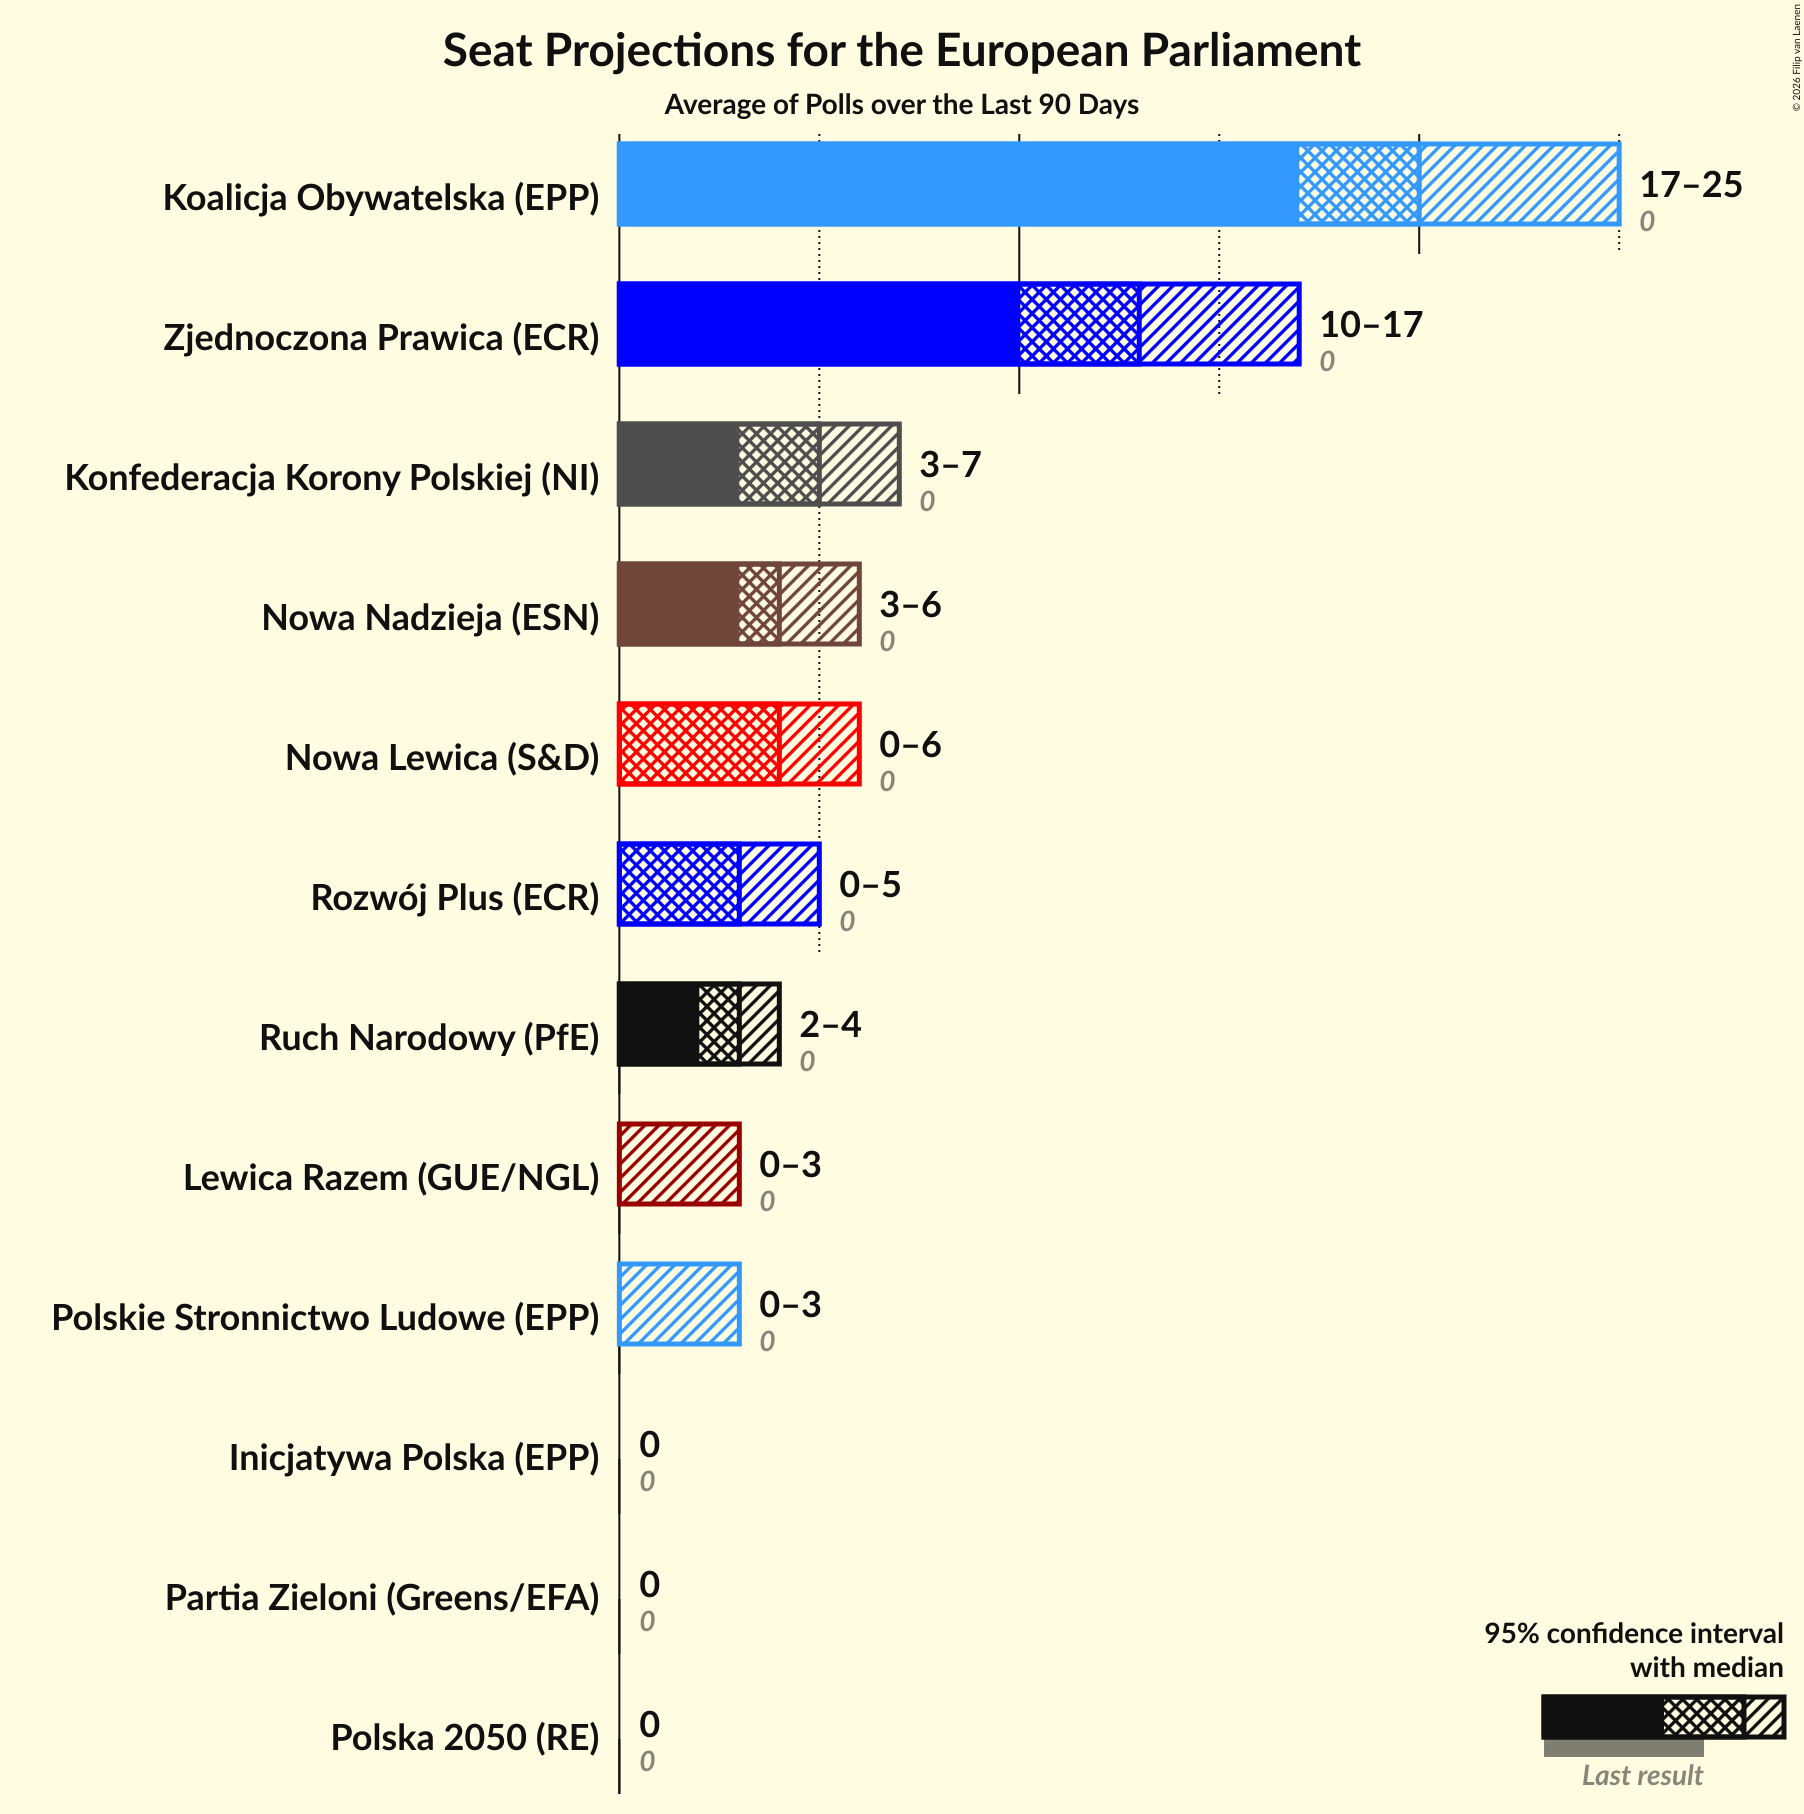 Seat Projections for the European Parliament
Average of Polls over the Last 90 Days
© 2026 Filip van Laenen
Koalicja Obywatelska (EPP)
17–25
0
Zjednoczona Prawica (ECR)
10–17
0
Konfederacja Korony Polskiej (NI)
3–7
0
Nowa Nadzieja (ESN)
3–6
0
Nowa Lewica (S&D)
0–6
0
Rozwój Plus (ECR)
0–5
0
Ruch Narodowy (PfE)
2–4
0
Lewica Razem (GUE/NGL)
0–3
0
Polskie Stronnictwo Ludowe (EPP)
0–3
0
Inicjatywa Polska (EPP)
0
0
Partia Zieloni (Greens/EFA)
0
0
Polska 2050 (RE)
0
0
95% confidence interval
with median
Last result